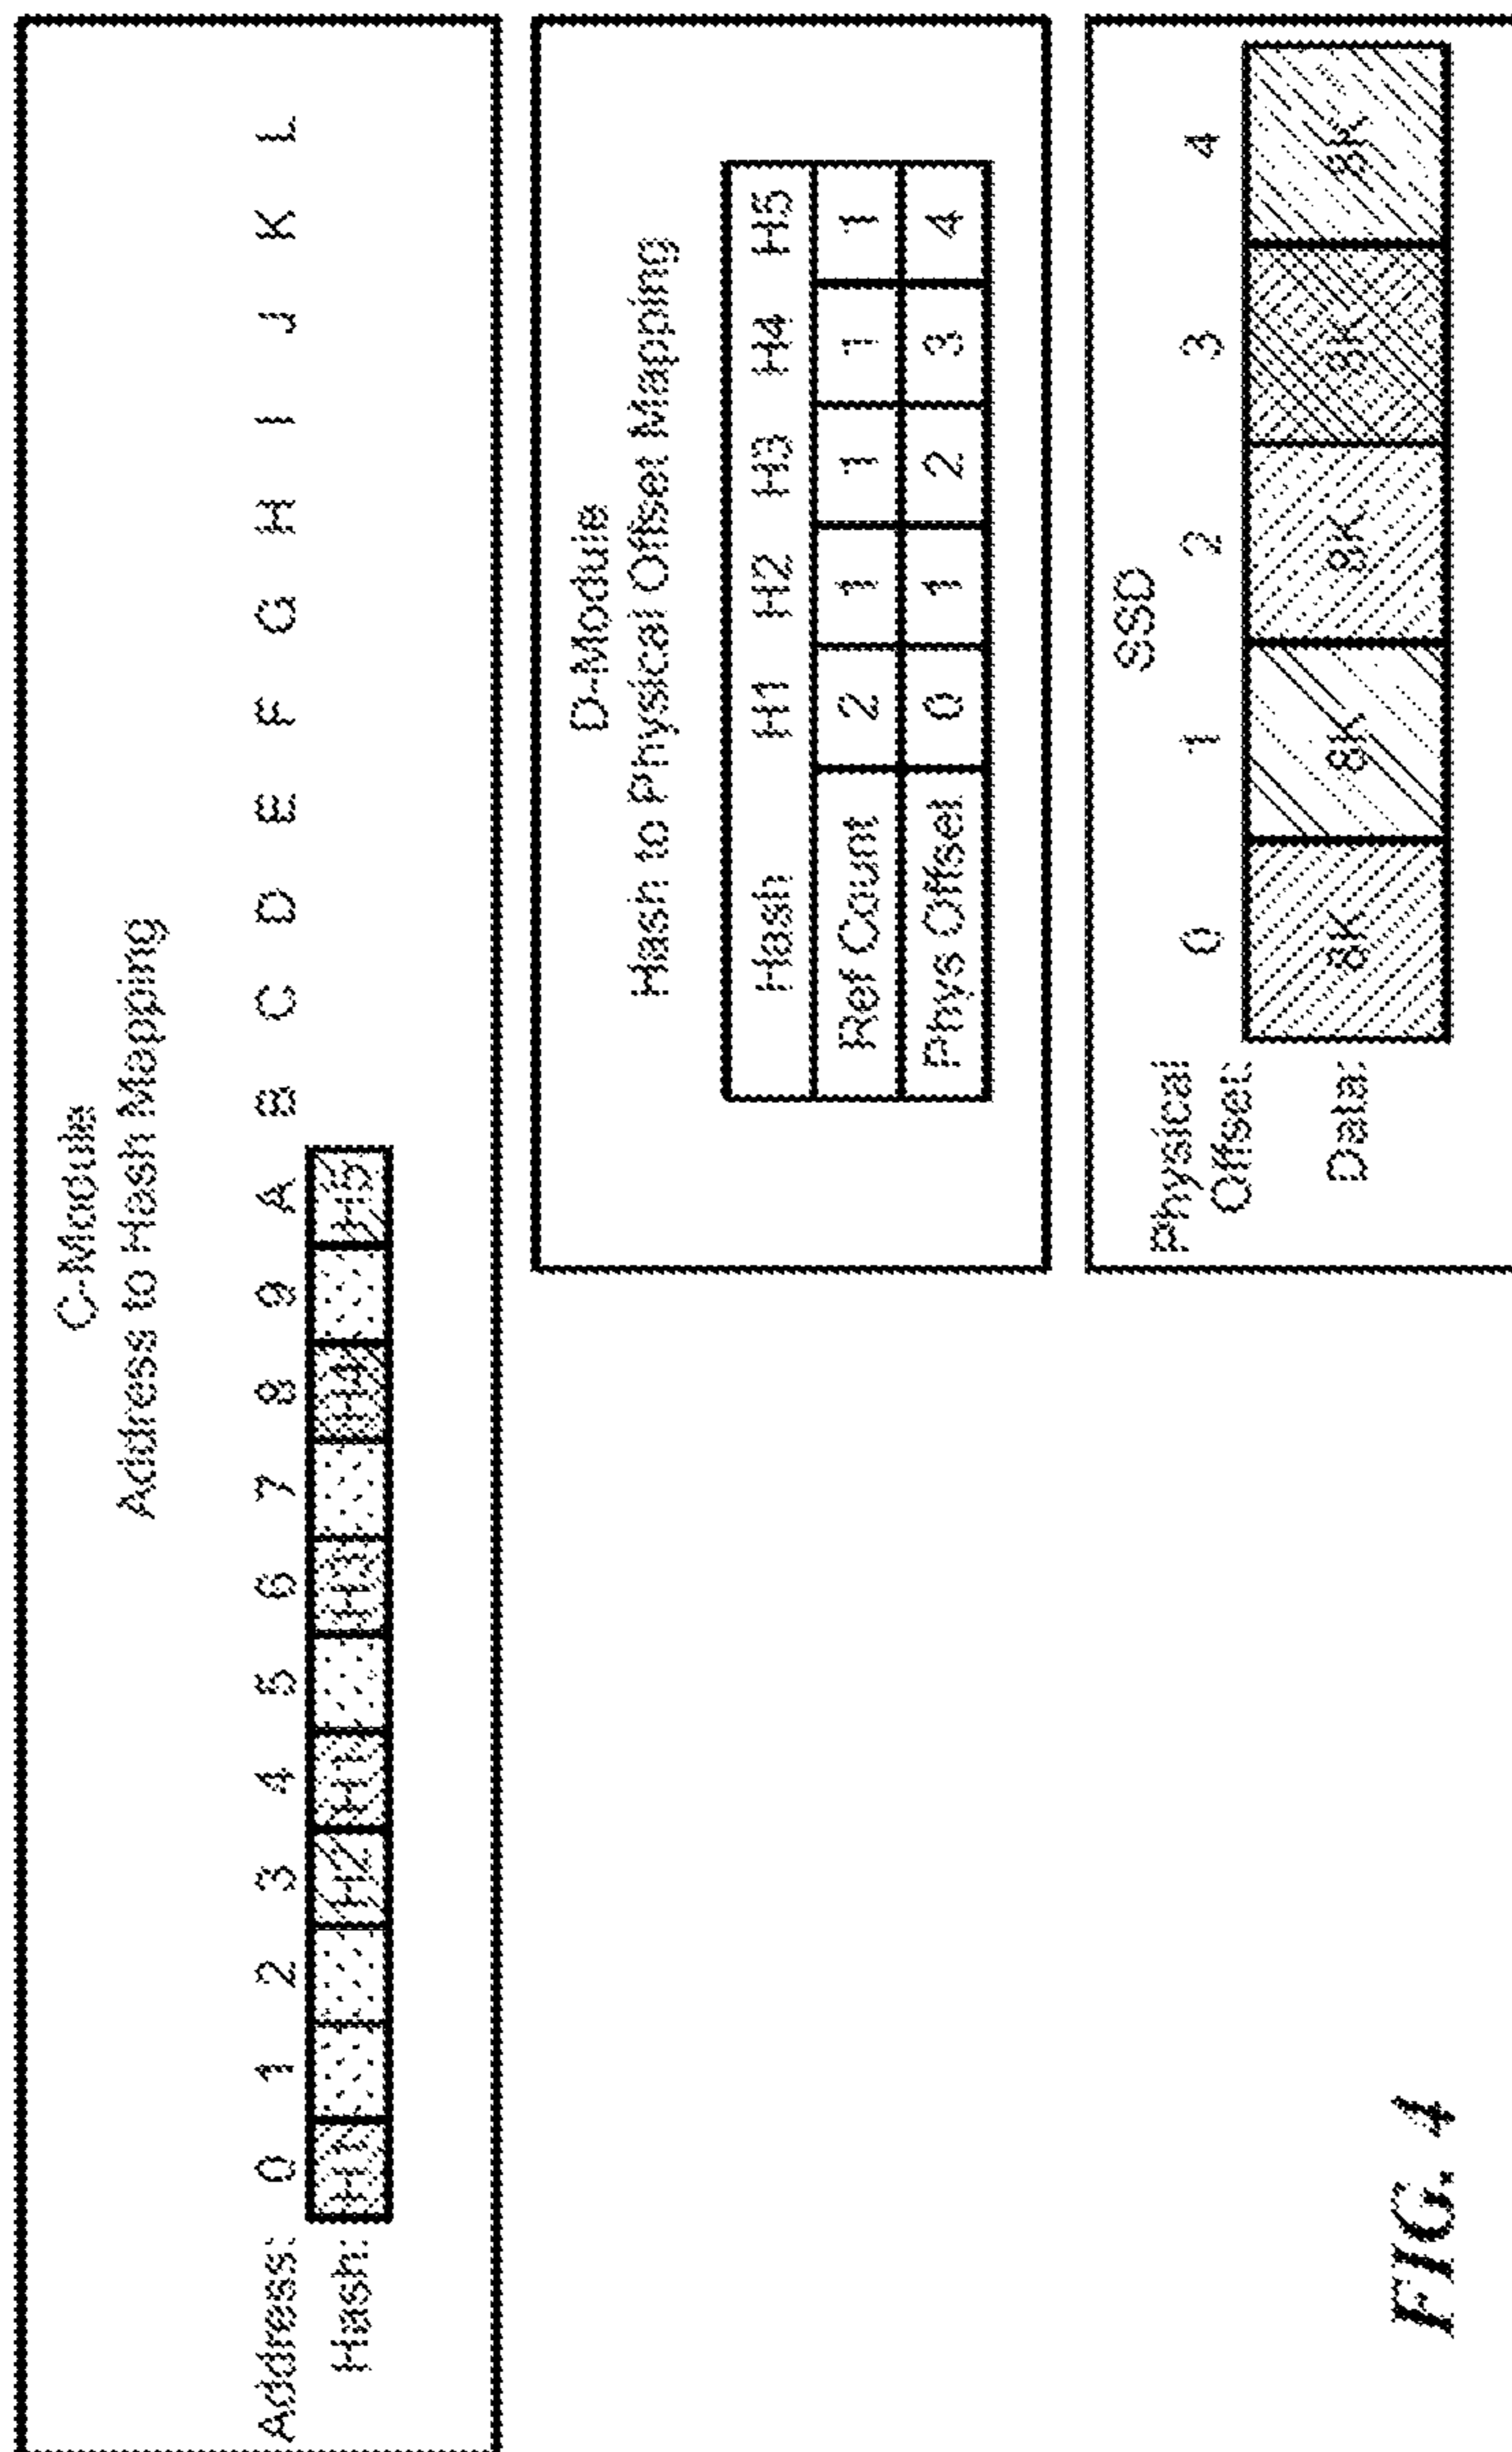 C-Module
Address to Hash Mapping
Address: 0 1 2 3 4 5 6 7 8 9 A B C D E F G H I J K L
Hash: H1 H2 H1 H3 H4 H5
D-Module
Hash to Physical Offset Mapping
Hash H1 H2 H3 H4 H5
Ref Count 2 1 1 1 1
Phys Offset 0 1 2 3 4
SSD
Physical
Offset: 0 1 2 3 4
Data: 8K 8K 8K 8K 8K
FIG. 4